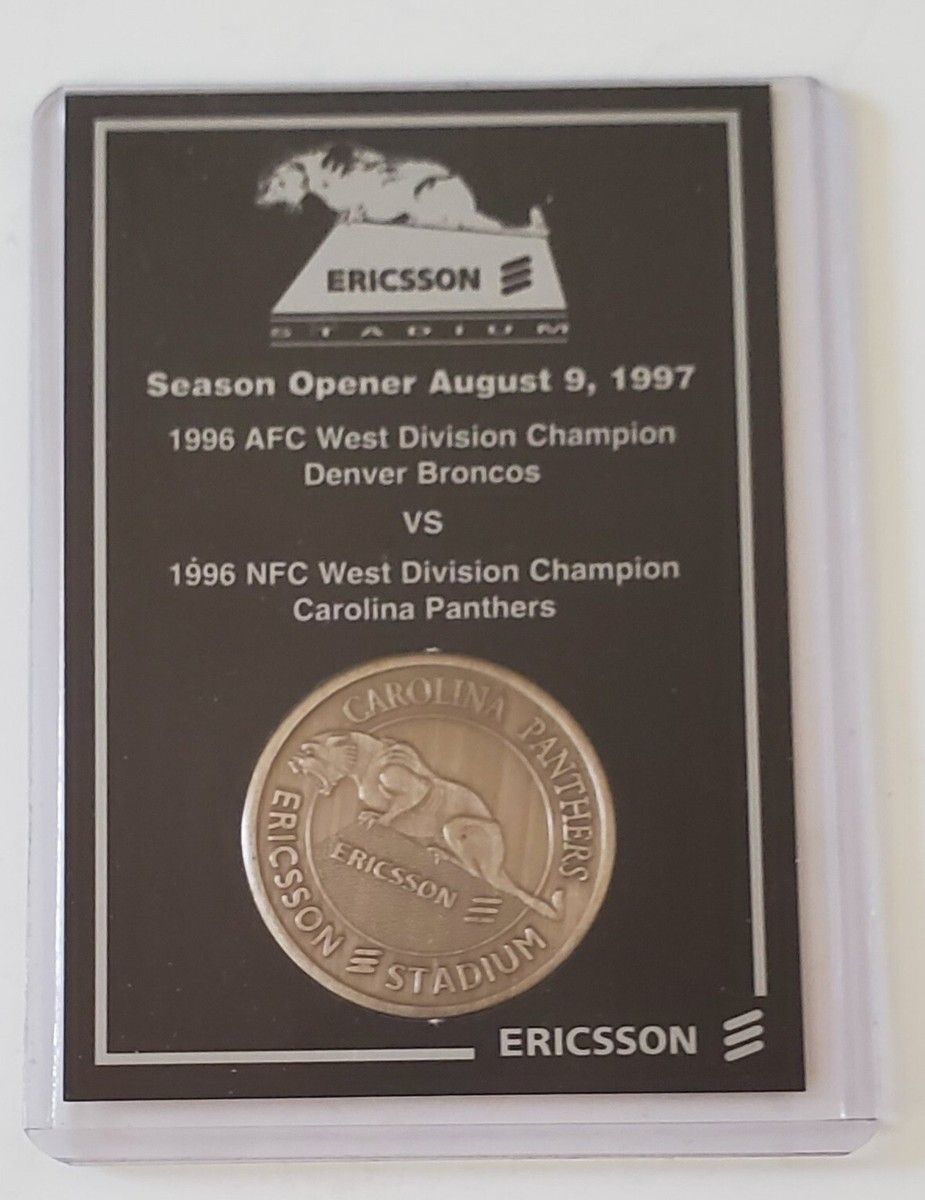 ERICSSON
STADIUM
Season Opener August 9, 1997
1996 AFC West Division Champion
Denver Broncos
VS
1996 NFC West Division Champion
Carolina Panthers
CAROLINA PANTHERS
ERICSSON
ERICSSON STADIUM
ERICSSON